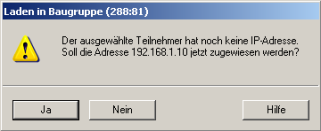 Laden in Baugruppe (288:81)
Der ausgewählte Teilnehmer hat noch keine IP-Adresse.
Soll die Adresse 192.168.1.10 jetzt zugewiesen werden?
Ja
Nein
Hilfe